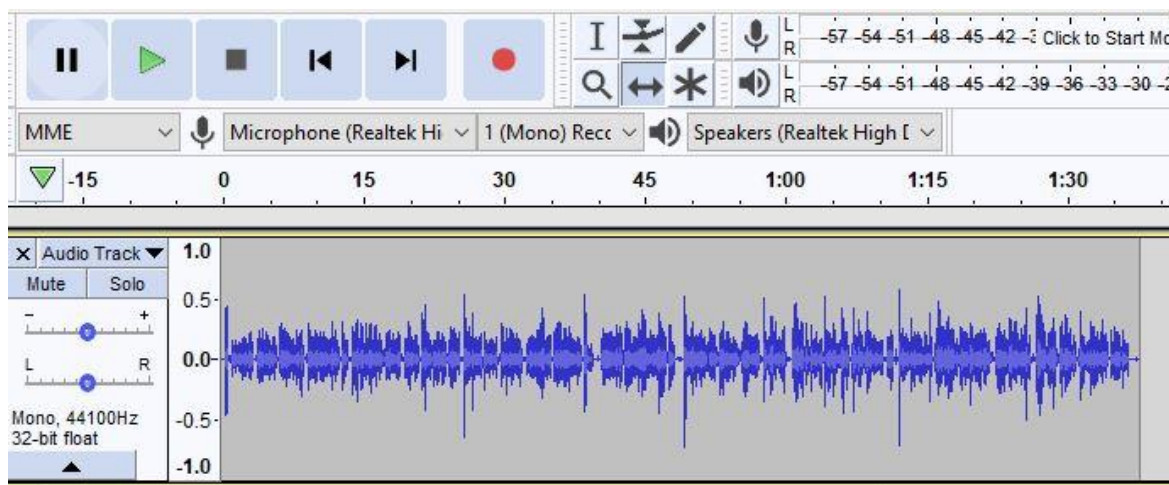 L
R
-57 -54 -51 -48 -45 -42 -3 Click to Start Mo
L
R
-57 -54 -51 -48 -45 -42 -39 -36 -33 -30 -2
MME
Microphone (Realtek Hi
1 (Mono) Recc
Speakers (Realtek High D
-15 0 15 30 45 1:00 1:15 1:30
× Audio Track
1.0
Mute Solo
0.5
- +
0.0
L R
Mono, 44100Hz
-0.5
32-bit float
-1.0